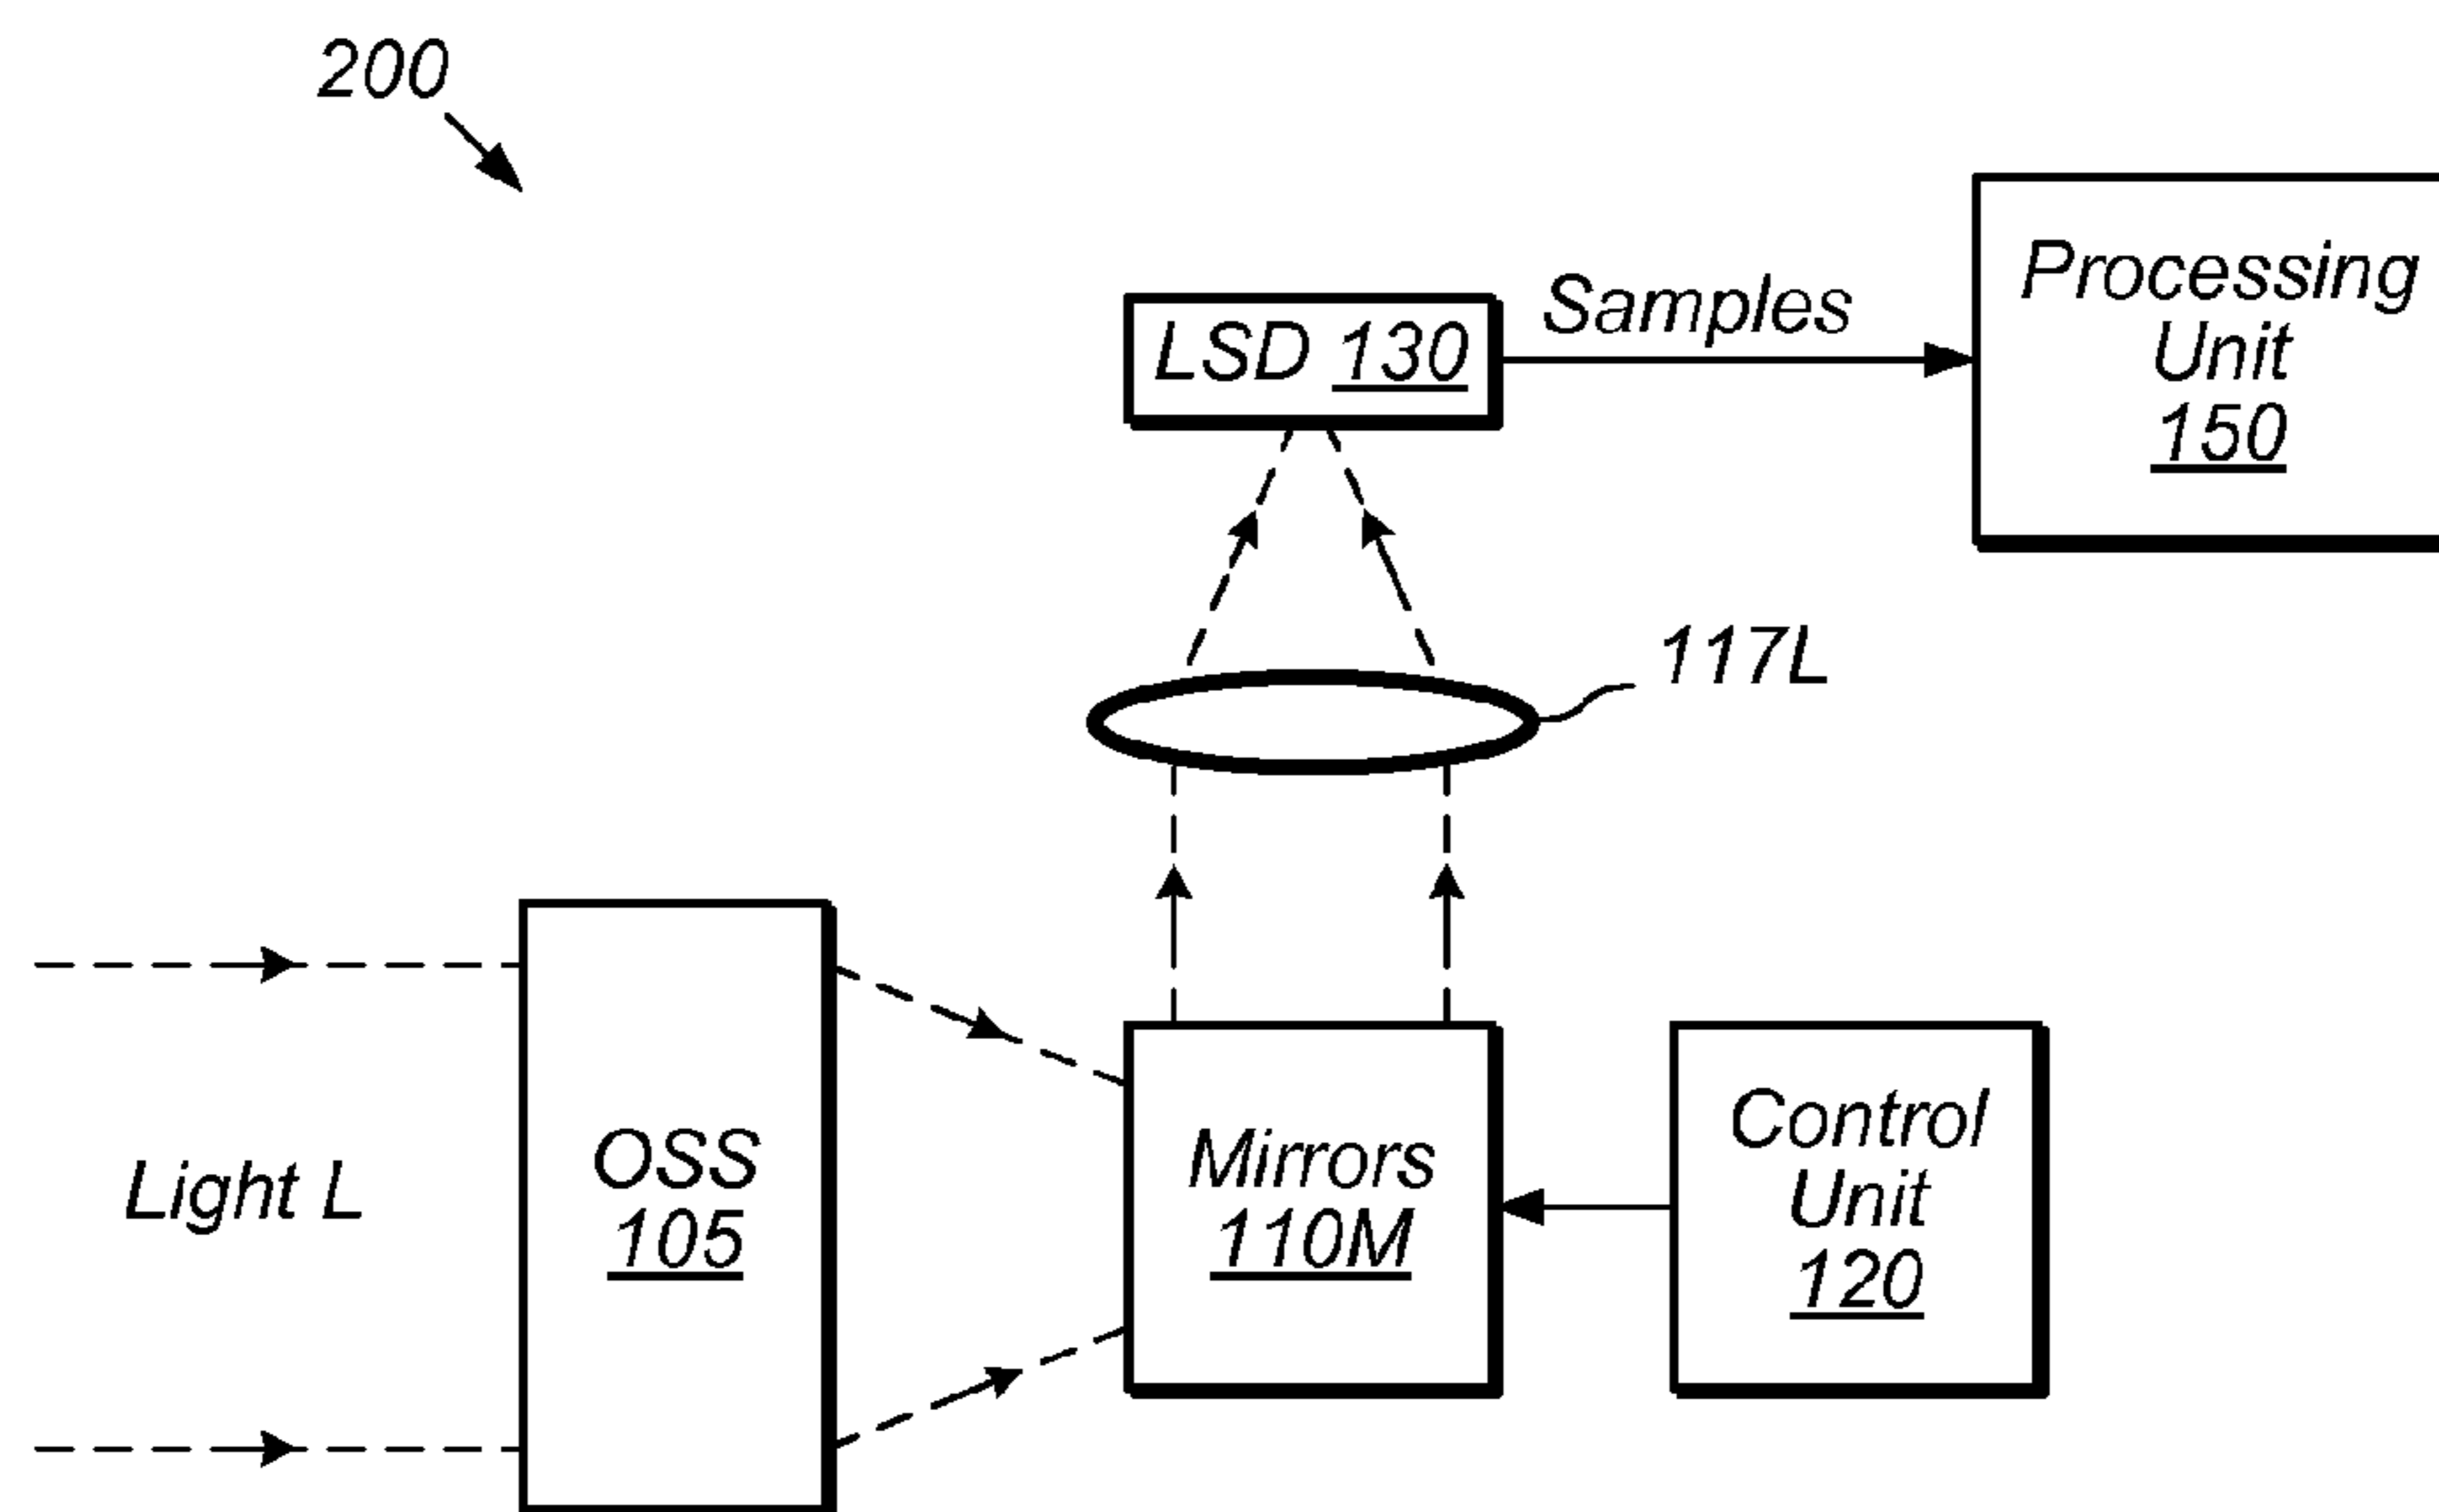 200
LSD 130
Samples
Processing
Unit
150
117L
Light L
OSS
105
Mirrors
110M
Control
Unit
120